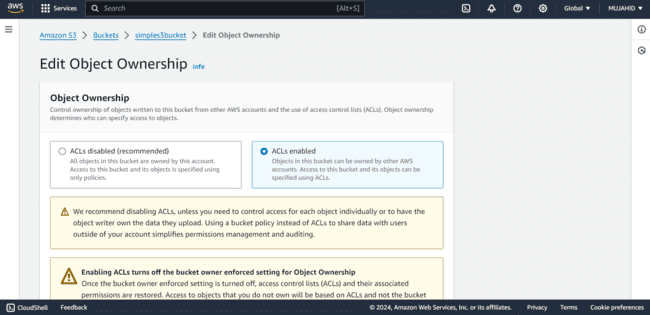 aws
Services
Search
[Alt+S]
Global ▼
MUJAHID ▼
Amazon S3 > Buckets > simples3bucket > Edit Object Ownership
Edit Object Ownership Info
Object Ownership
Control ownership of objects written to this bucket from other AWS accounts and the use of access control lists (ACLs). Object ownership
determines who can specify access to objects.
ACLs disabled (recommended)
All objects in this bucket are owned by this account.
Access to this bucket and its objects is specified using
only policies.
ACLs enabled
Objects in this bucket can be owned by other AWS
accounts. Access to this bucket and its objects can be
specified using ACLs.
We recommend disabling ACLs, unless you need to control access for each object individually or to have the
object writer own the data they upload. Using a bucket policy instead of ACLs to share data with users
outside of your account simplifies permissions management and auditing.
Enabling ACLs turns off the bucket owner enforced setting for Object Ownership
Once the bucket owner enforced setting is turned off, access control lists (ACLs) and their associated
permissions are restored. Access to objects that you do not own will be based on ACLs and not the bucket
CloudShell
Feedback
© 2024, Amazon Web Services, Inc. or its affiliates.
Privacy
Terms
Cookie preferences